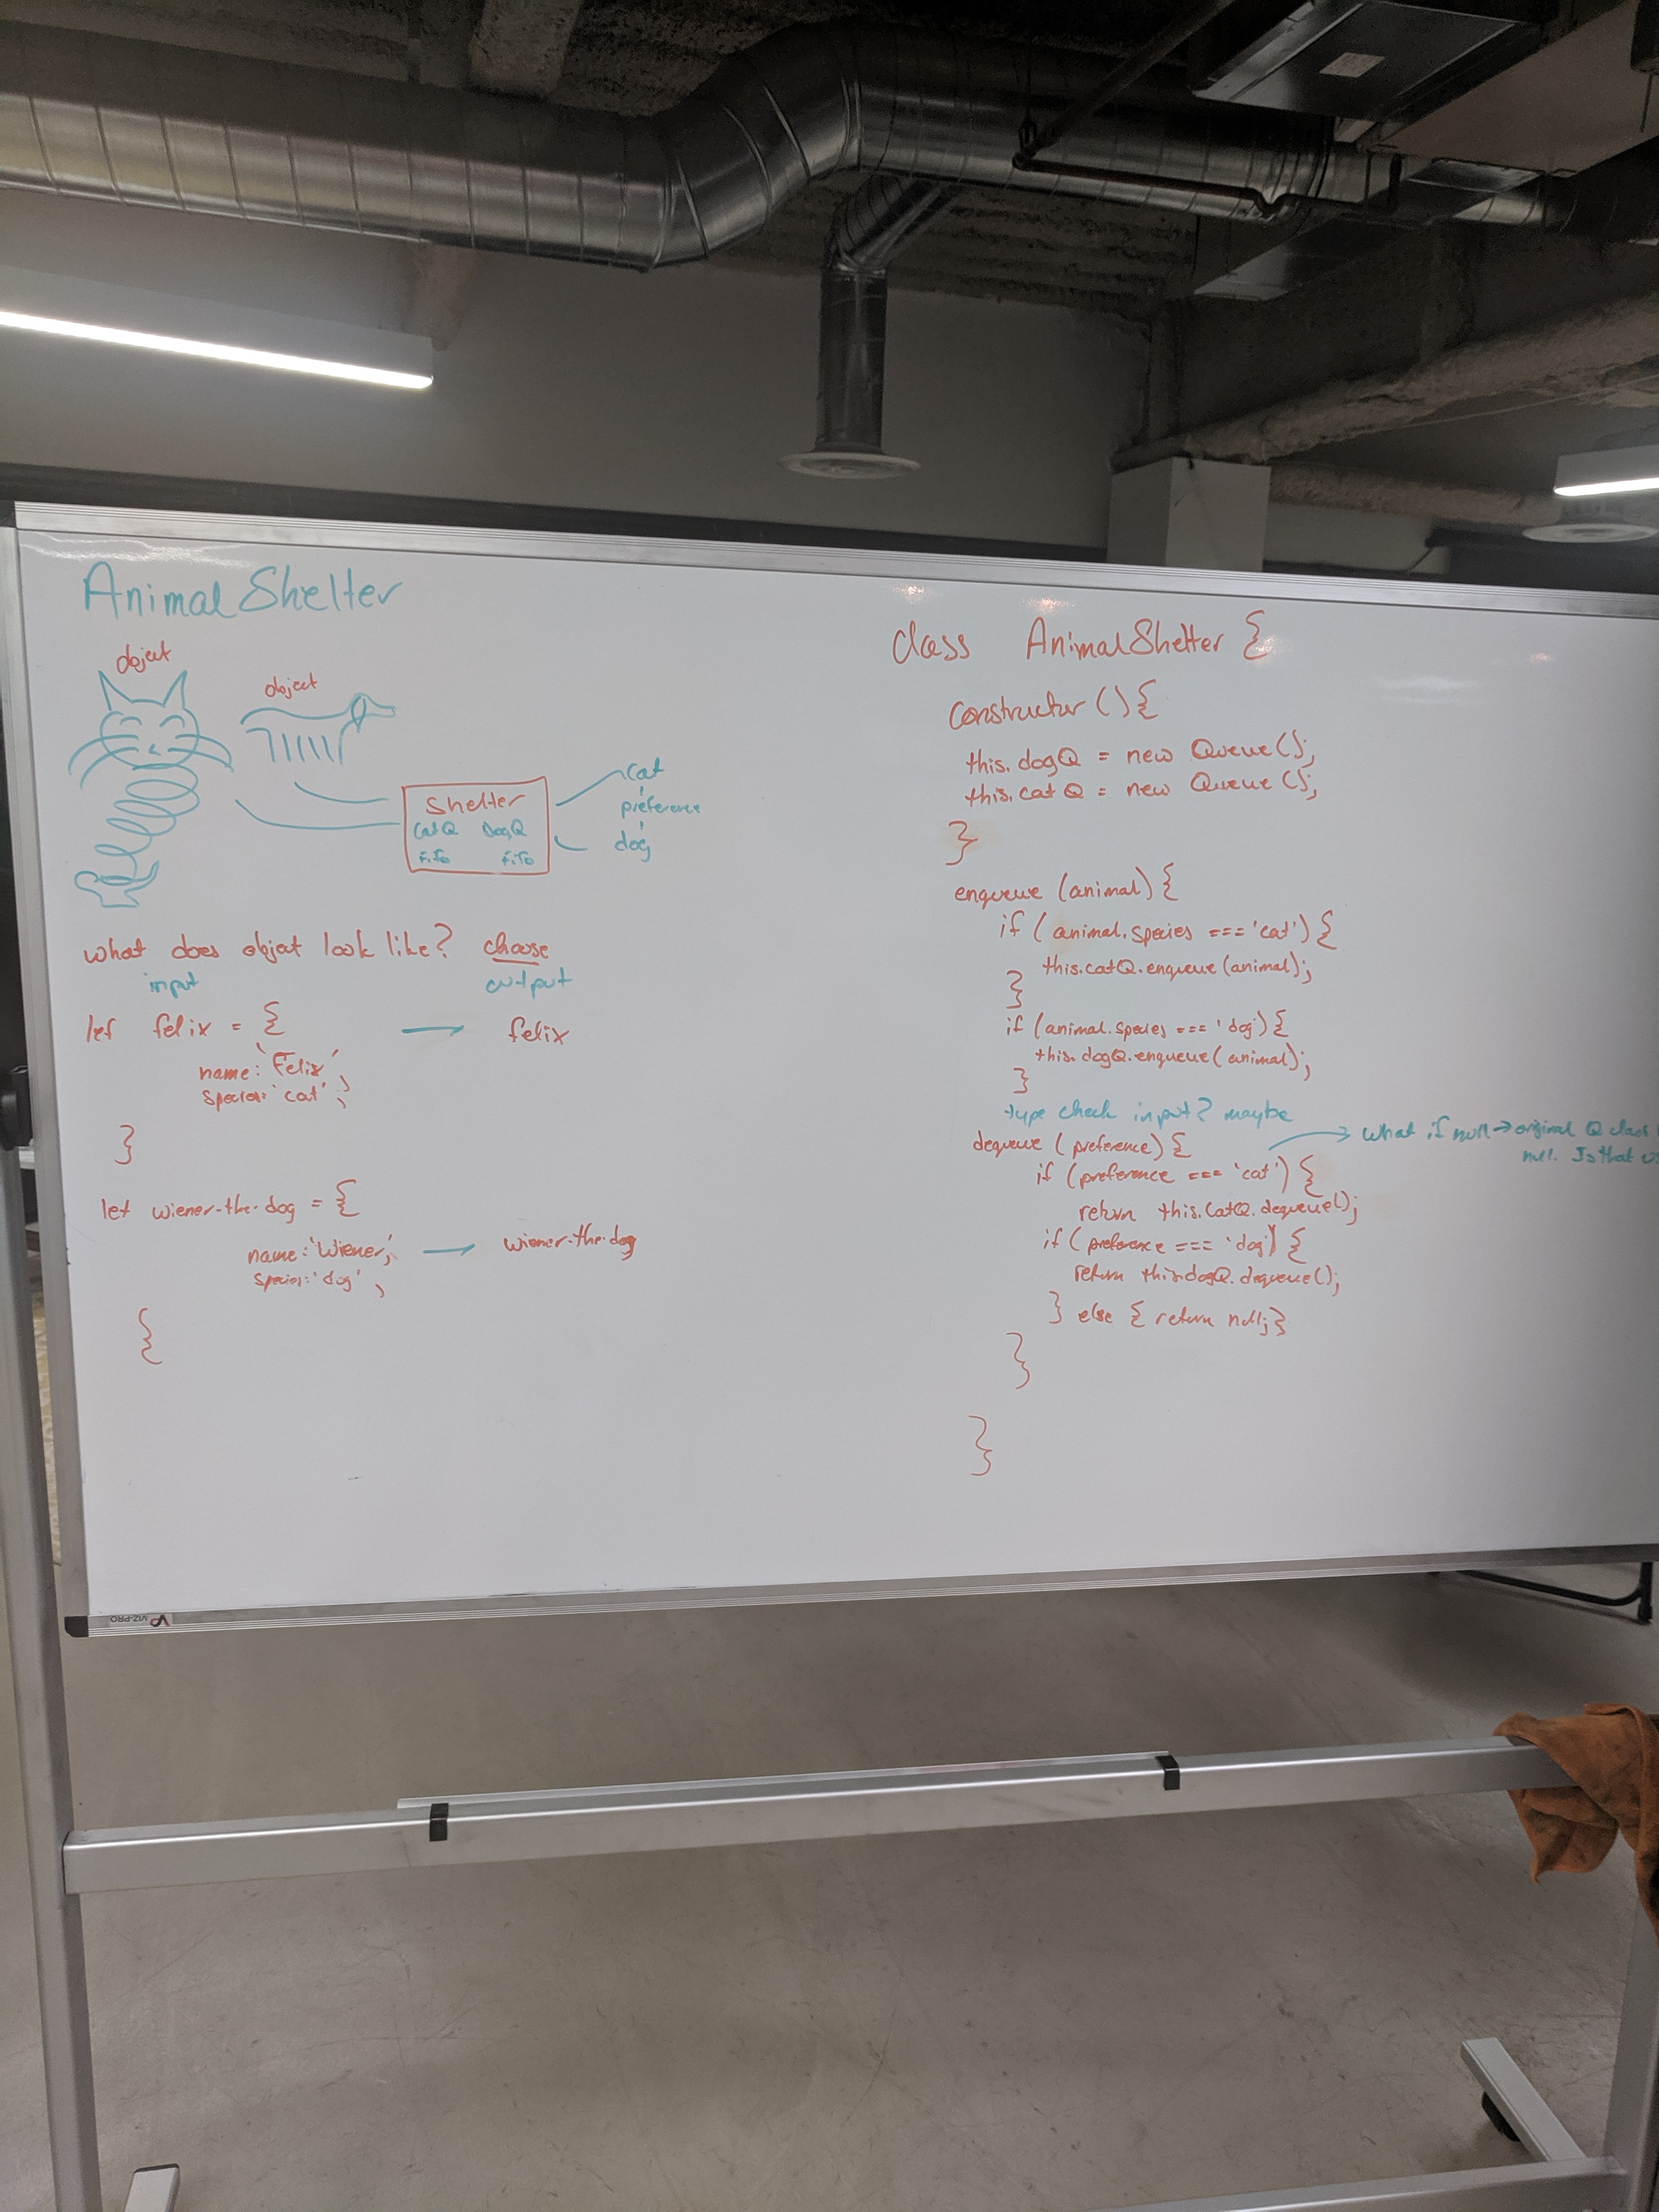 AnimalShelter
object
object
Shelter
CatQ DogQ
FiFo FiFo
cat
preference
dog
what does object look like? choose
input output
let felix = { felix
name: 'Felix',
species: 'cat',
}
let wiener-the-dog = {
name: 'Wiener,' wiener-the-dog
species: 'dog',
{
class AnimalShelter {
constructor () {
this.dogQ = new Queue();
this.catQ = new Queue();
}
enqueue (animal) {
if (animal.species === 'cat') {
this.catQ.enqueue(animal);
}
if (animal.species === 'dog') {
this.dogQ.enqueue(animal);
}
type check input? maybe
dequeue (preference) {
if (preference === 'cat') {
return this.CatQ.dequeue();
if (preference === 'dog') {
return this.dogQ.dequeue();
} else { return null; }
}
}
what if null → original Q class
null. Is that
VIZ-PRO